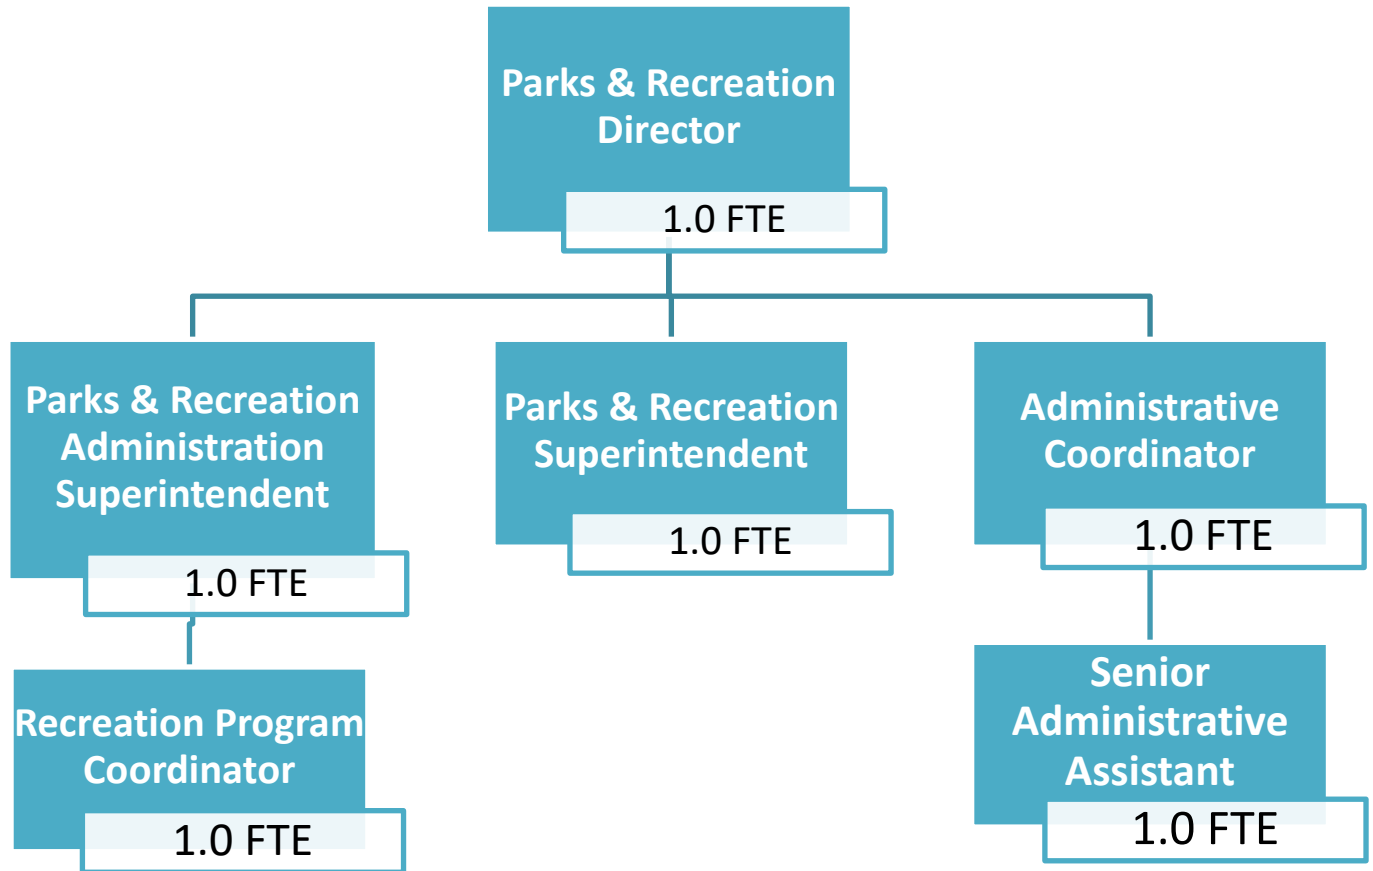 Parks & Recreation
Director
1.0 FTE
Parks & Recreation
Administration
Superintendent
1.0 FTE
Parks & Recreation
Superintendent
1.0 FTE
Administrative
Coordinator
1.0 FTE
Recreation Program
Coordinator
1.0 FTE
Senior
Administrative
Assistant
1.0 FTE